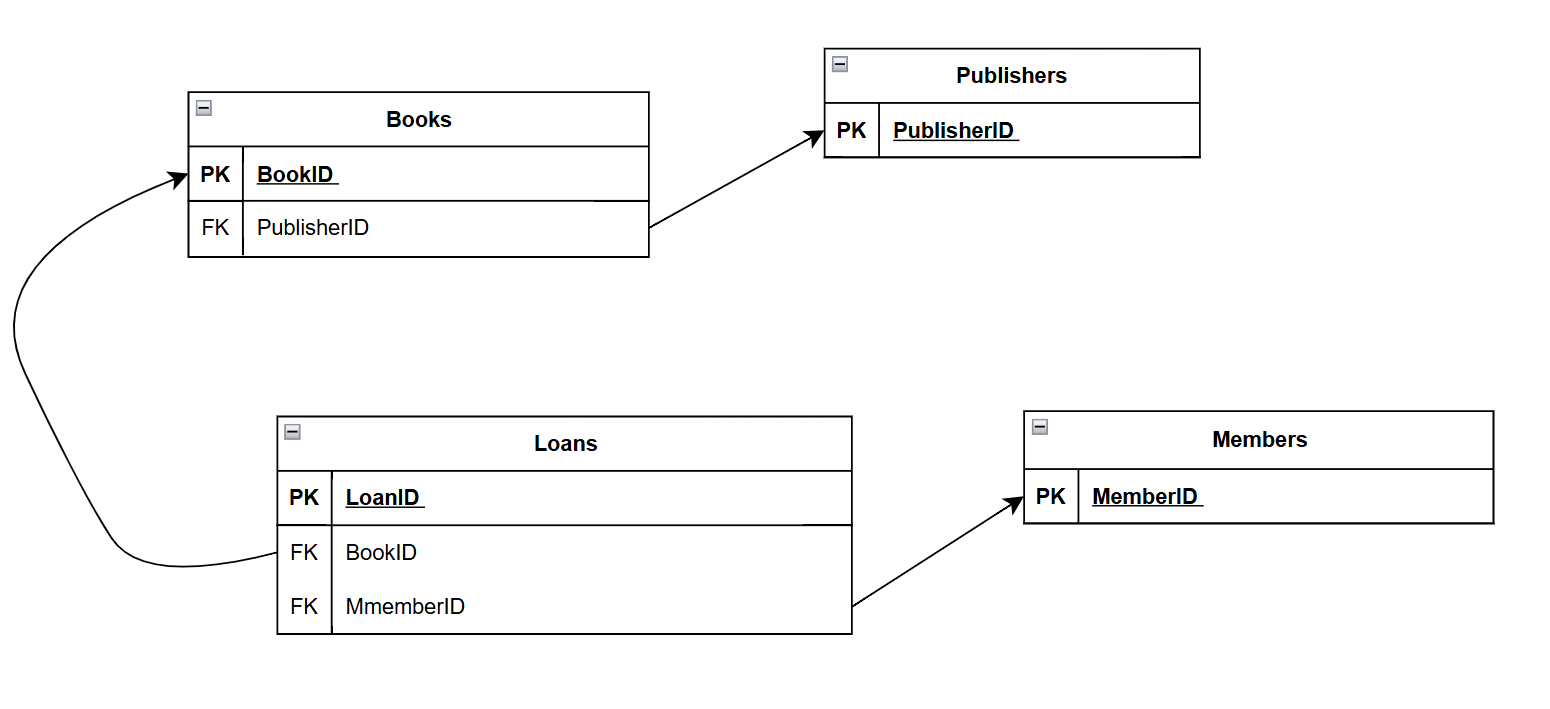 Publishers
PK PublisherID
Books
PK BookID
FK PublisherID
Loans
PK LoanID
FK BookID
FK MmemberID
Members
PK MemberID